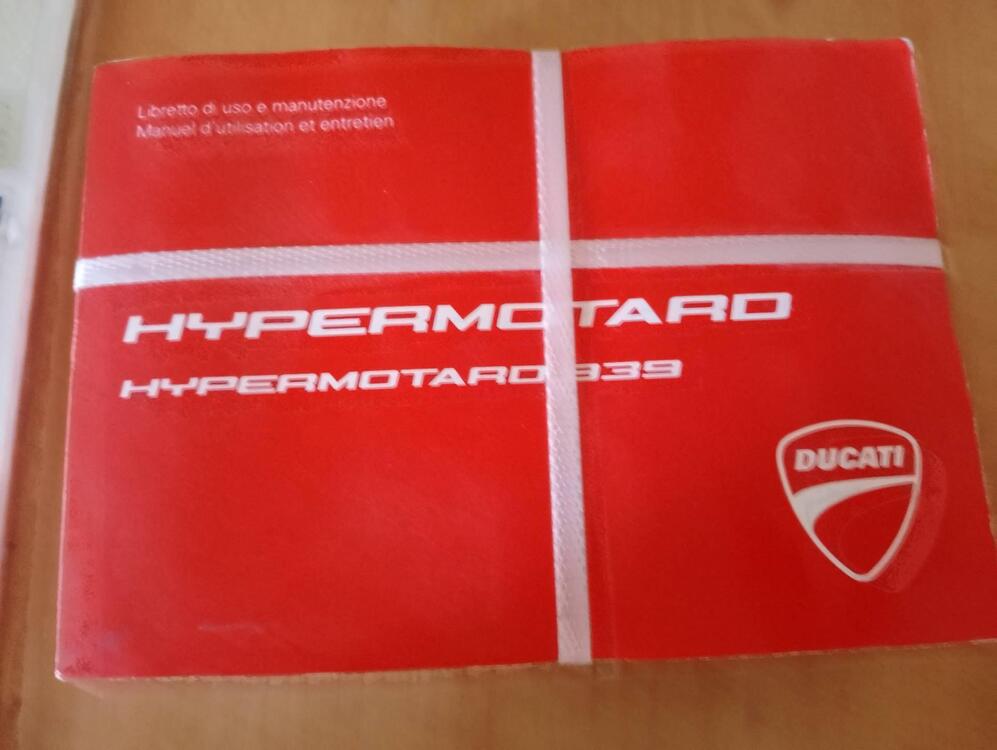 Libretto di uso e manutenzione
Manuel d'utilisation et entretien
HYPERMOTARD
HYPERMOTARD 939
DUCATI